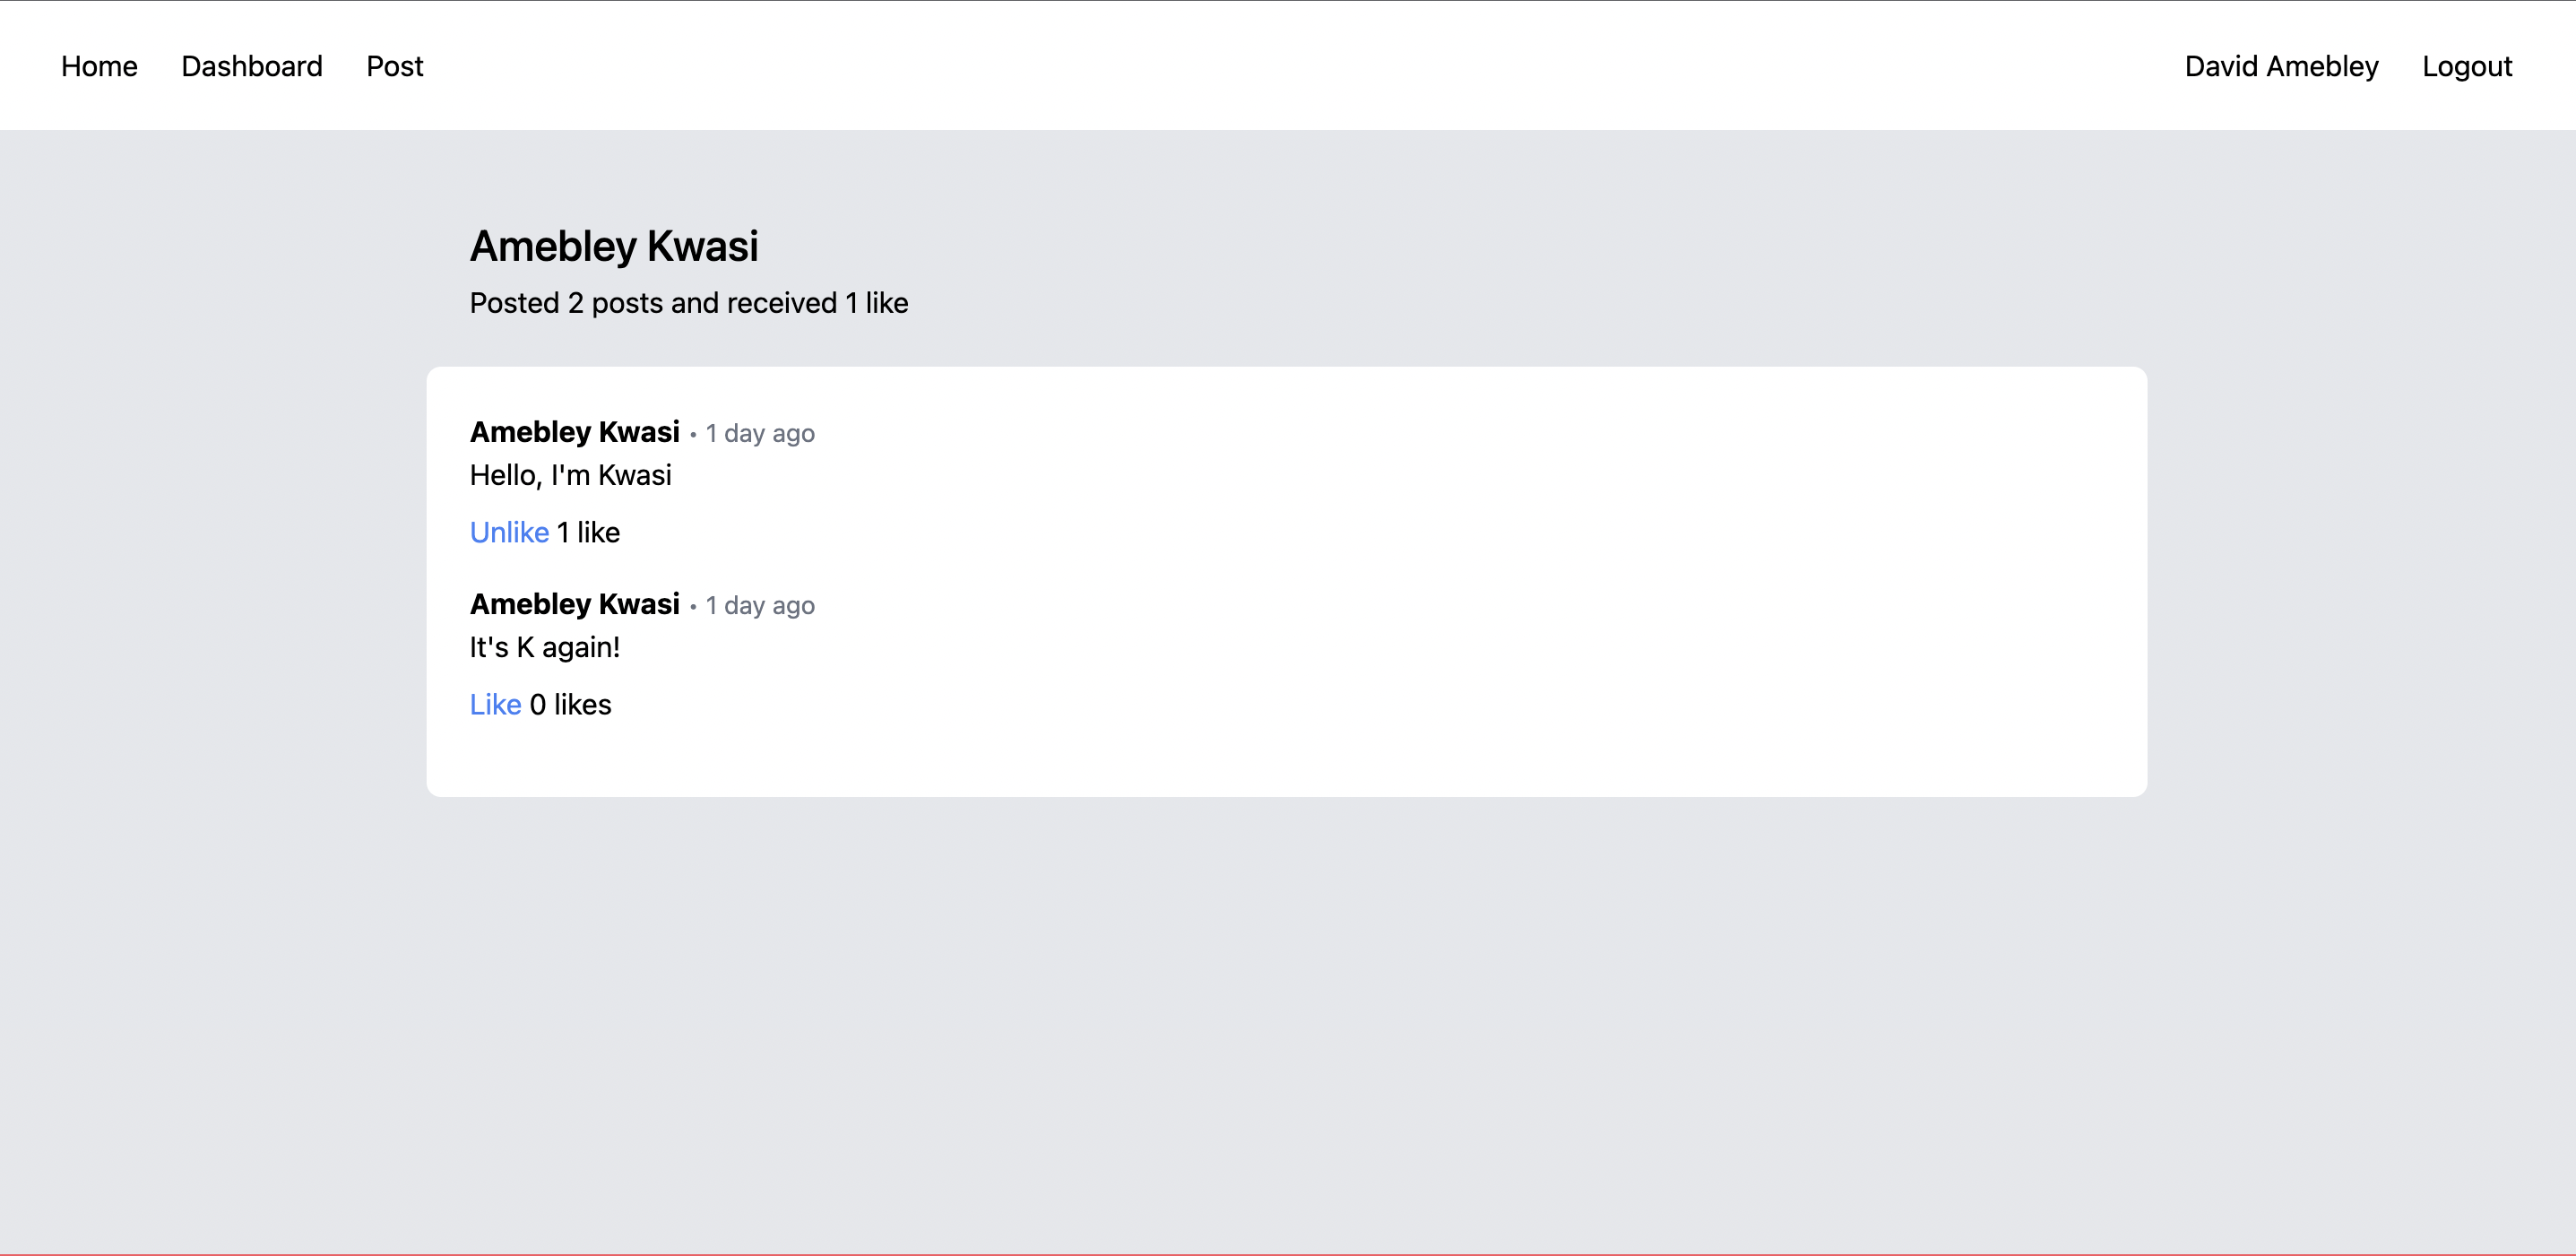 Home Dashboard Post David Amebley Logout
Amebley Kwasi
Posted 2 posts and received 1 like
Amebley Kwasi • 1 day ago
Hello, I'm Kwasi
Unlike 1 like
Amebley Kwasi • 1 day ago
It's K again!
Like 0 likes